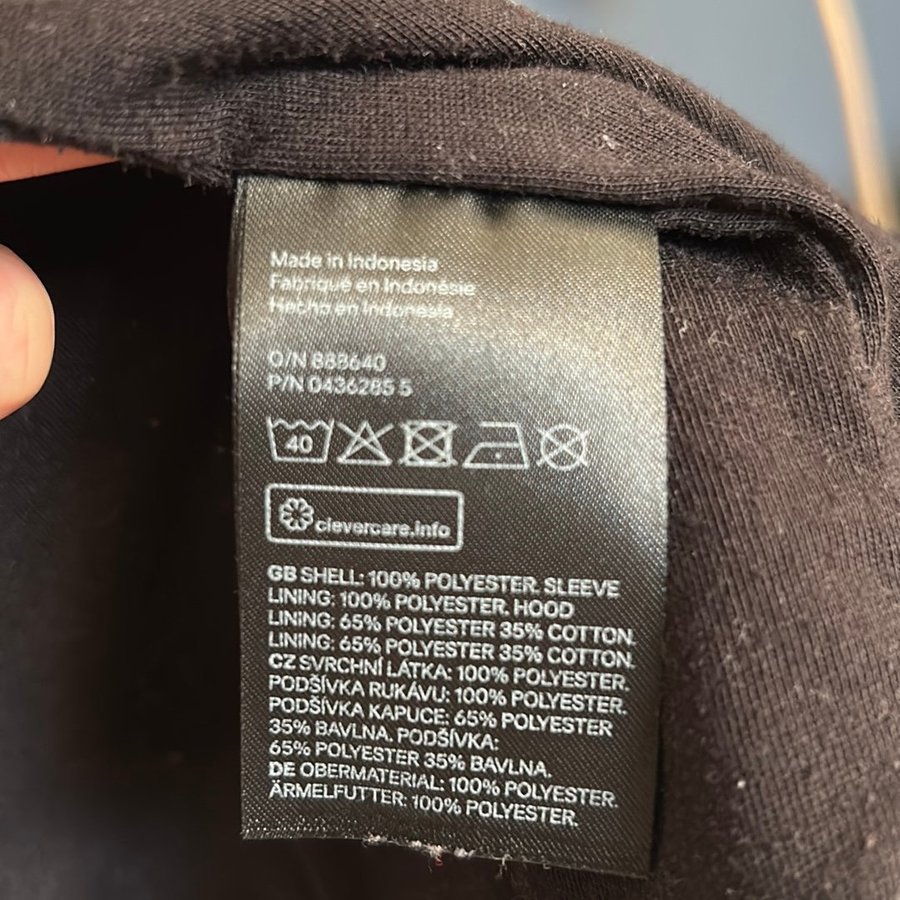 Made in Indonesia
Fabriqué en Indonésie
Hecho en Indonesia
O/N 888640
P/N 0436285 5
40
clevercare.info
GB SHELL: 100% POLYESTER. SLEEVE
LINING: 100% POLYESTER. HOOD
LINING: 65% POLYESTER 35% COTTON.
LINING: 65% POLYESTER 35% COTTON.
CZ SVRCHNÍ LÁTKA: 100% POLYESTER.
PODŠÍVKA RUKÁVU: 100% POLYESTER.
PODŠÍVKA KAPUCE: 65% POLYESTER
35% BAVLNA. PODŠÍVKA:
65% POLYESTER 35% BAVLNA.
DE OBERMATERIAL: 100% POLYESTER.
ÄRMELFUTTER: 100% POLYESTER.